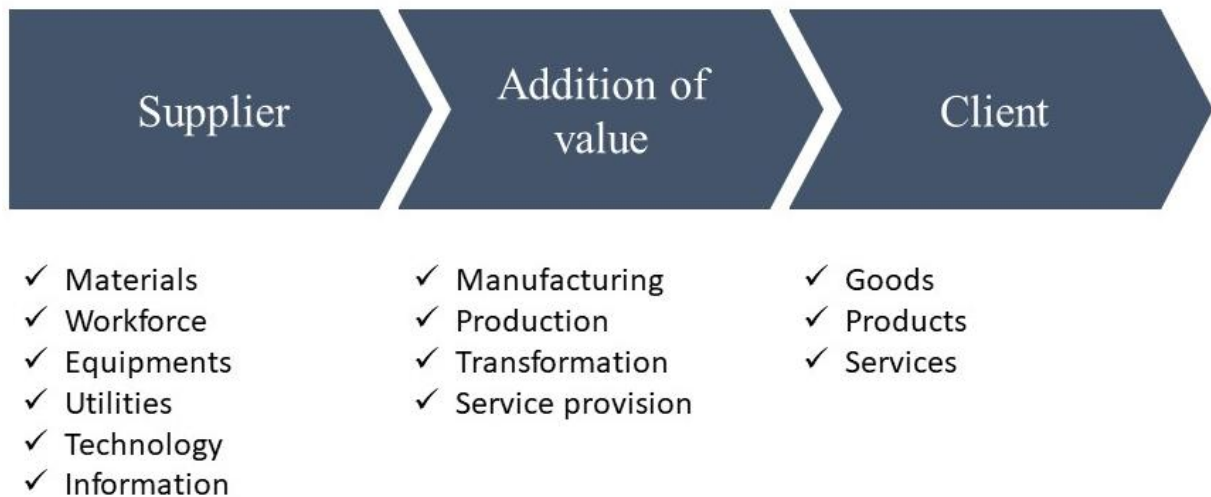 Supplier
Addition of
value
Client
✓ Materials
✓ Workforce
✓ Equipments
✓ Utilities
✓ Technology
✓ Information
✓ Manufacturing
✓ Production
✓ Transformation
✓ Service provision
✓ Goods
✓ Products
✓ Services